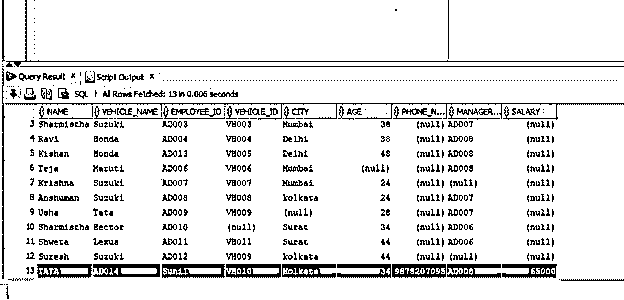 Query Result × Script Output ×
SQL | All Rows Fetched: 13 in 0.006 seconds
NAME VEHICLE_NAME EMPLOYEE_ID VEHICLE_ID CITY AGE PHONE_N... MANAGER... SALARY
3 Sharmistha Suzuki AD003 VH003 Mumbai 38 (null) AD007 (null)
4 Ravi Honda AD004 VH004 Delhi 38 (null) AD008 (null)
5 Kishan Honda AD013 VH005 Delhi 48 (null) AD008 (null)
6 Teja Maruti AD006 VH006 Mumbai (null) (null) AD008 (null)
7 Krishna Suzuki AD007 VH007 Mumbai 24 (null) (null) (null)
8 Anshuman Suzuki AD008 VH008 kolkata 24 (null) AD007 (null)
9 Usha Tata AD009 VH009 (null) 28 (null) AD007 (null)
10 Sharmistha Hector AD010 (null) Surat 34 (null) AD006 (null)
11 Shweta Lexus AD011 VH011 Surat 44 (null) AD006 (null)
12 Suresh Suzuki AD012 VH009 kolkata 44 (null) (null) (null)
13 TATA AD014 Sunil VH010 Kolkata 34 9878207095 AD008 65000